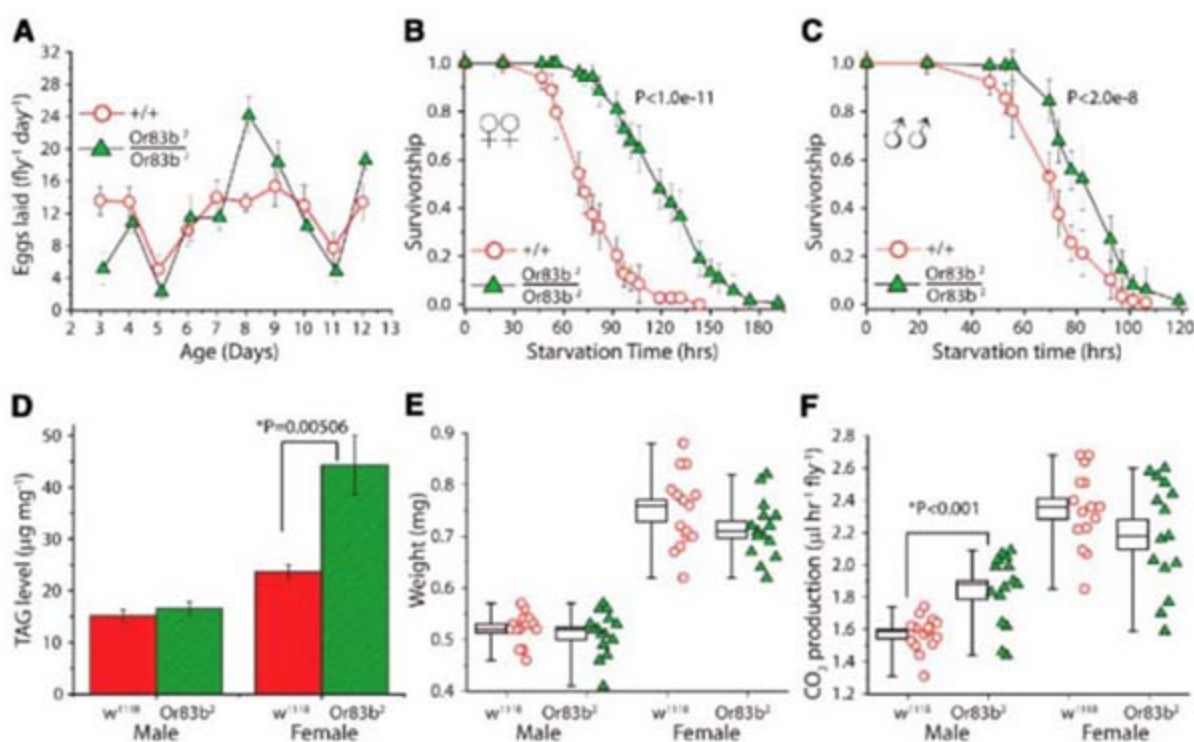 A
Eggs laid (fly⁻¹ day⁻¹)
32
28
24
20
16
12
8
4
0
+/+
Or83b²
Or83b²
2 3 4 5 6 7 8 9 10 11 12 13
Age (Days)
B
Survivorship
1.0
0.8
0.6
0.4
0.2
0.0
P<1.0e-11
♀♀
+/+
Or83b²
Or83b²
0 30 60 90 120 150 180
Starvation Time (hrs)
C
Survivorship
1.0
0.8
0.6
0.4
0.2
0.0
P<2.0e-8
♂♂
+/+
Or83b²
Or83b²
0 20 40 60 80 100 120
Starvation time (hrs)
D
TAG level (µg mg⁻¹)
50
40
30
20
10
0
*P=0.00506
w¹¹¹⁸ Or83b² w¹¹¹⁸ Or83b²
Male Female
E
Weight (mg)
0.9
0.8
0.7
0.6
0.5
0.4
w¹¹¹⁸ Or83b² w¹¹¹⁸ Or83b²
Male Female
F
CO₂ production (µl hr⁻¹ fly⁻¹)
2.8
2.6
2.4
2.2
2.0
1.8
1.6
1.4
1.2
*P<0.001
w¹¹¹⁸ Or83b² w¹¹¹⁸ Or83b²
Male Female